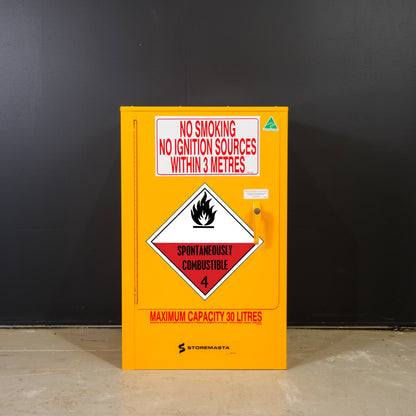 NO SMOKING
NO IGNITION SOURCES
WITHIN 3 METRES
SPONTANEOUSLY
COMBUSTIBLE
4
MAXIMUM CAPACITY 30 LITRES
STOREMASTA